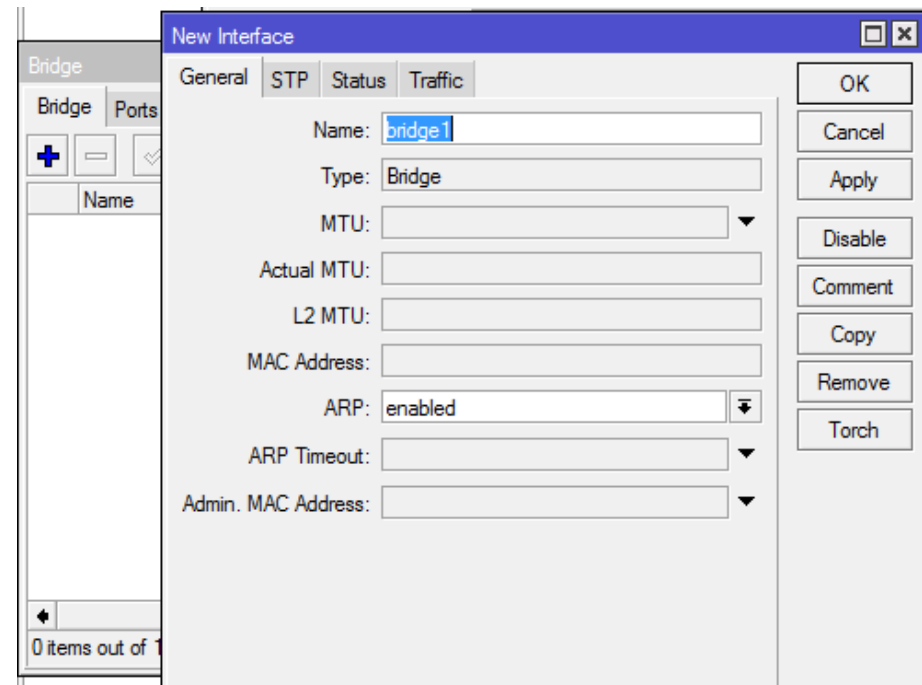 New Interface
Bridge
Bridge Ports
Name
0 items out of 1
General STP Status Traffic
Name: bridge1
Type: Bridge
MTU:
Actual MTU:
L2 MTU:
MAC Address:
ARP: enabled
ARP Timeout:
Admin. MAC Address:
OK
Cancel
Apply
Disable
Comment
Copy
Remove
Torch